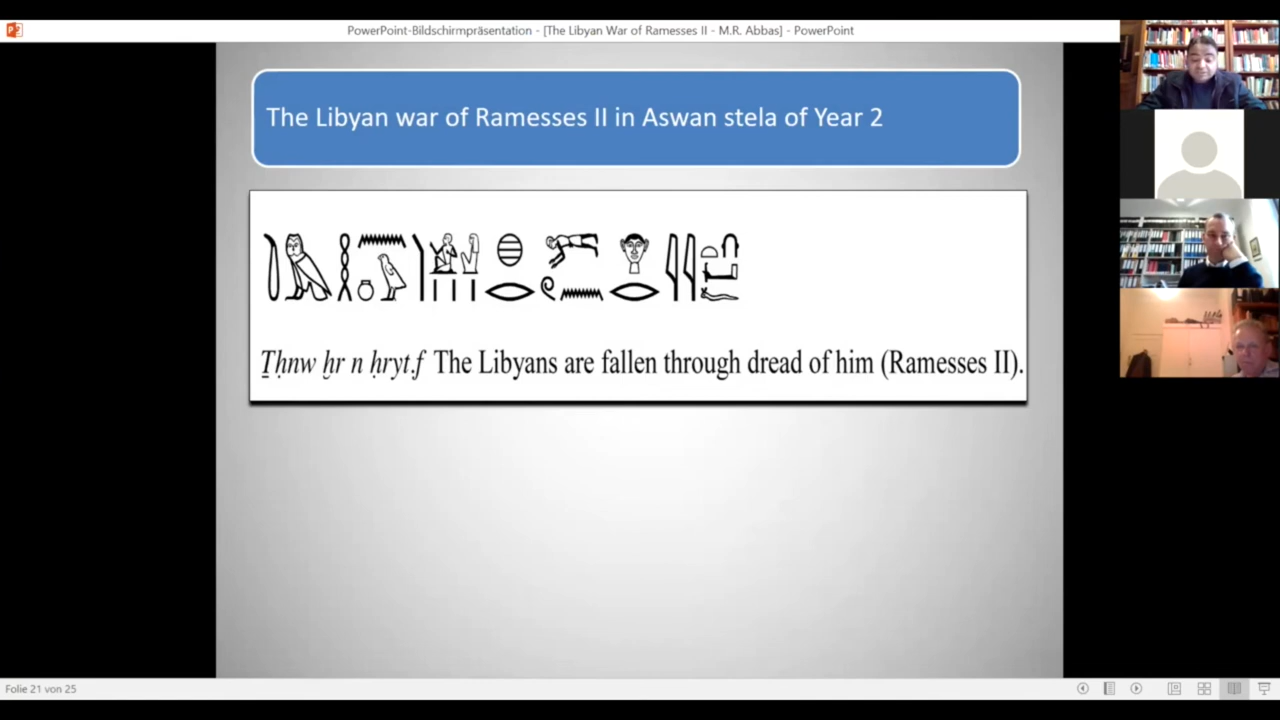 PowerPoint-Bildschirmpräsentation - [The Libyan War of Ramesses II - M.R. Abbas] - PowerPoint
The Libyan war of Ramesses II in Aswan stela of Year 2
Ṯḥnw ḫr n ḥryt.f The Libyans are fallen through dread of him (Ramesses II).
Folie 21 von 25